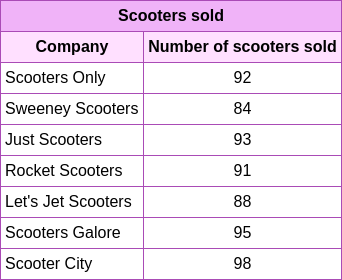 Scooters sold
Company Number of scooters sold
Scooters Only 92
Sweeney Scooters 84
Just Scooters 93
Rocket Scooters 91
Let's Jet Scooters 88
Scooters Galore 95
Scooter City 98